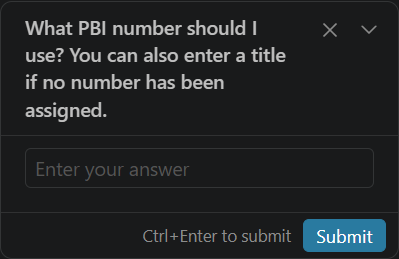 What PBI number should I
use? You can also enter a title
if no number has been
assigned.
Enter your answer
Ctrl+Enter to submit
Submit